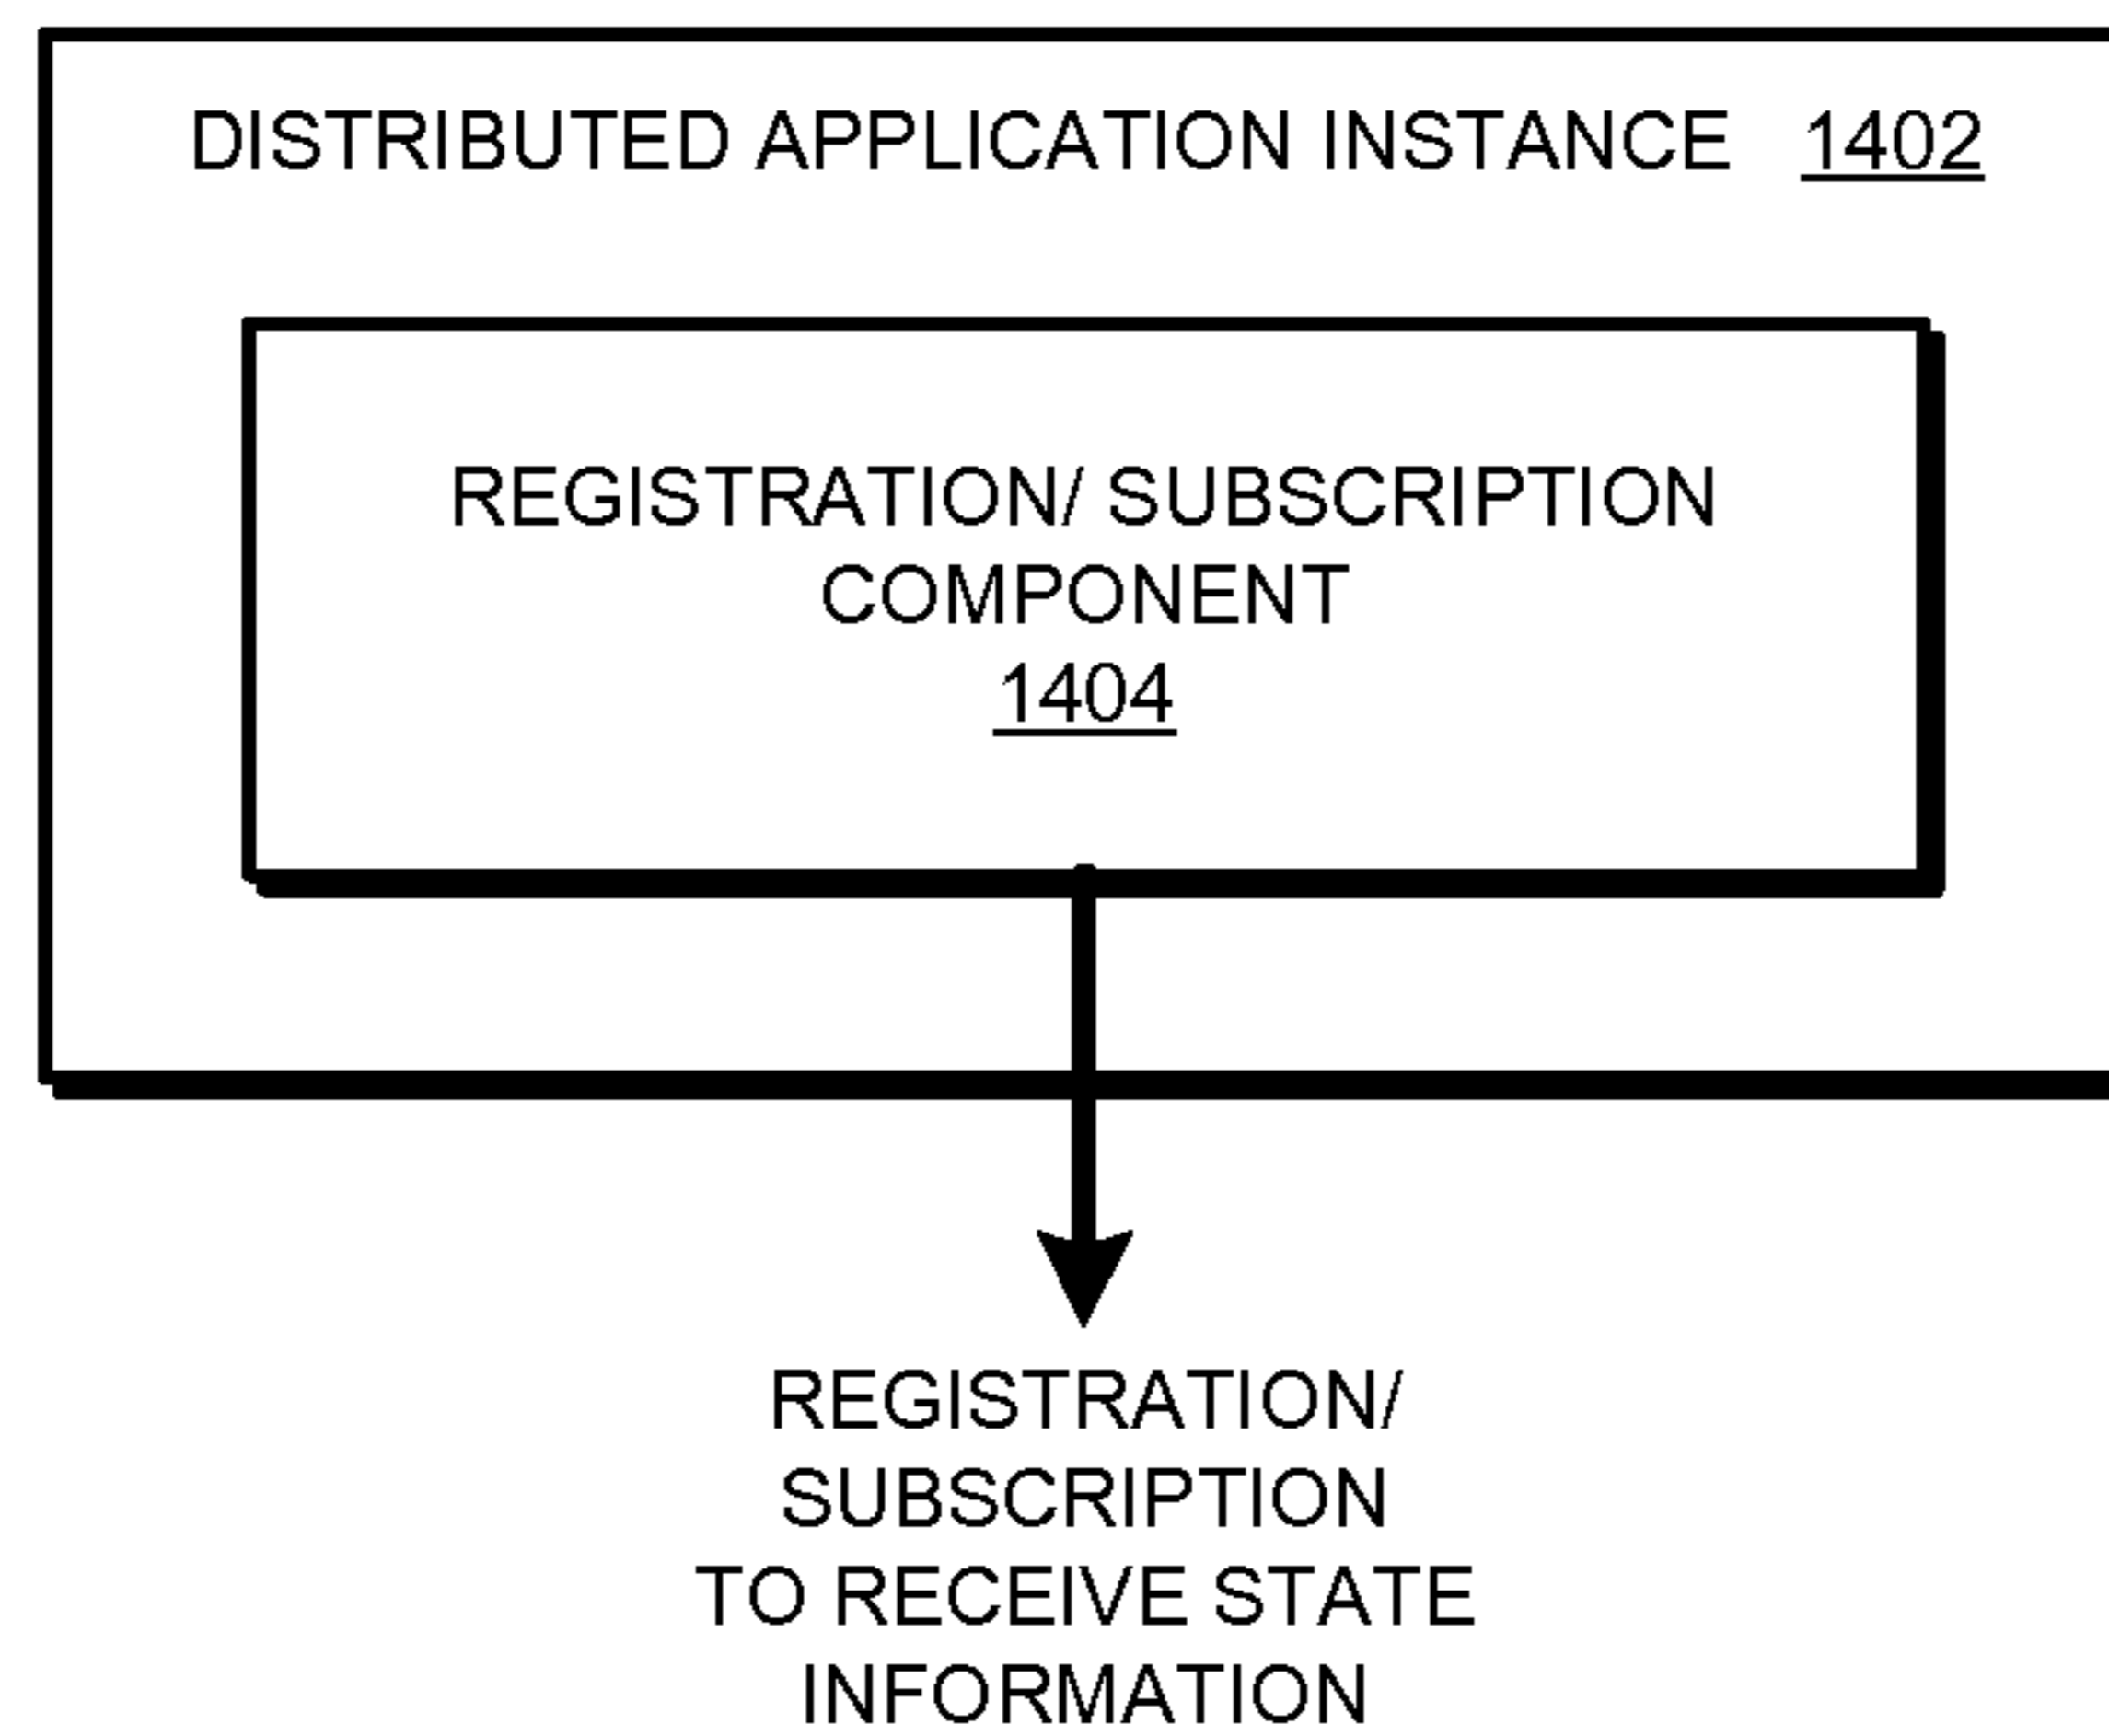 DISTRIBUTED APPLICATION INSTANCE 1402
REGISTRATION/ SUBSCRIPTION
COMPONENT
1404
REGISTRATION/
SUBSCRIPTION
TO RECEIVE STATE
INFORMATION